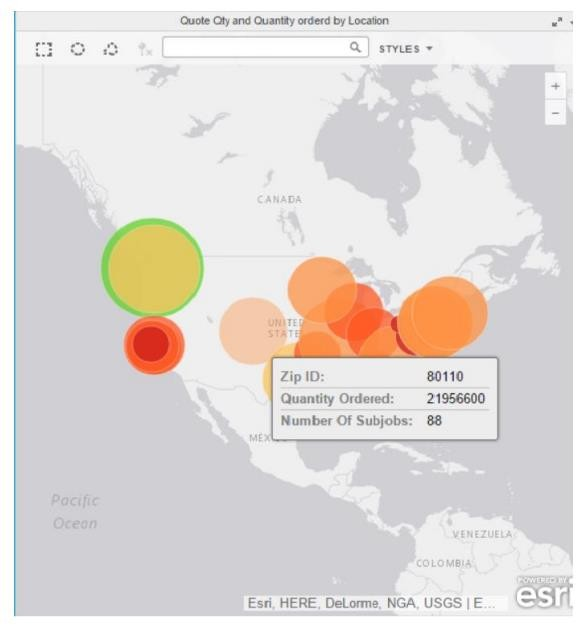 Quote Qty and Quantity orderd by Location
STYLES
+
−
CANADA
UNITED
STATE
Zip ID: 80110
Quantity Ordered: 21956600
Number Of Subjobs: 88
MEXI
Pacific
Ocean
VENEZUELA
COLOMBIA
POWERED BY
esri
Esri, HERE, DeLorme, NGA, USGS | E...